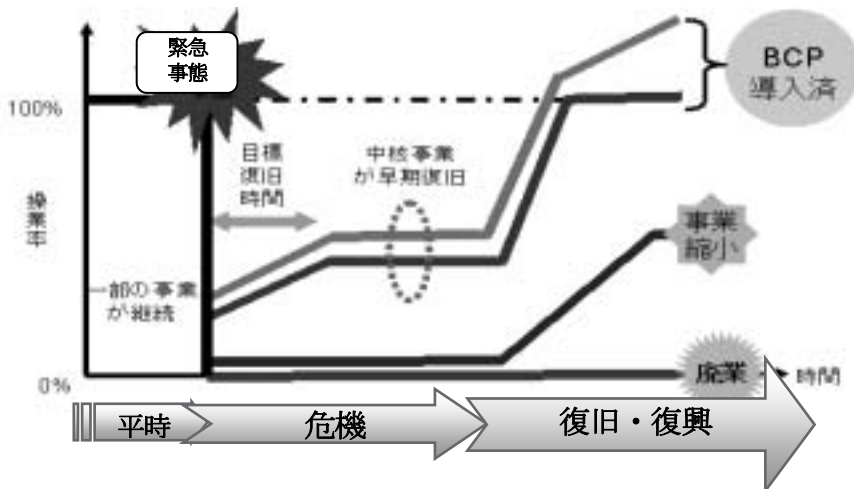 緊急
事態
BCP
導入済
100%
目標
復旧
時間
中核事業
が早期復旧
操業率
事業
縮小
一部の事業
が継続
廃業
時間
0%
平時
危機
復旧・復興